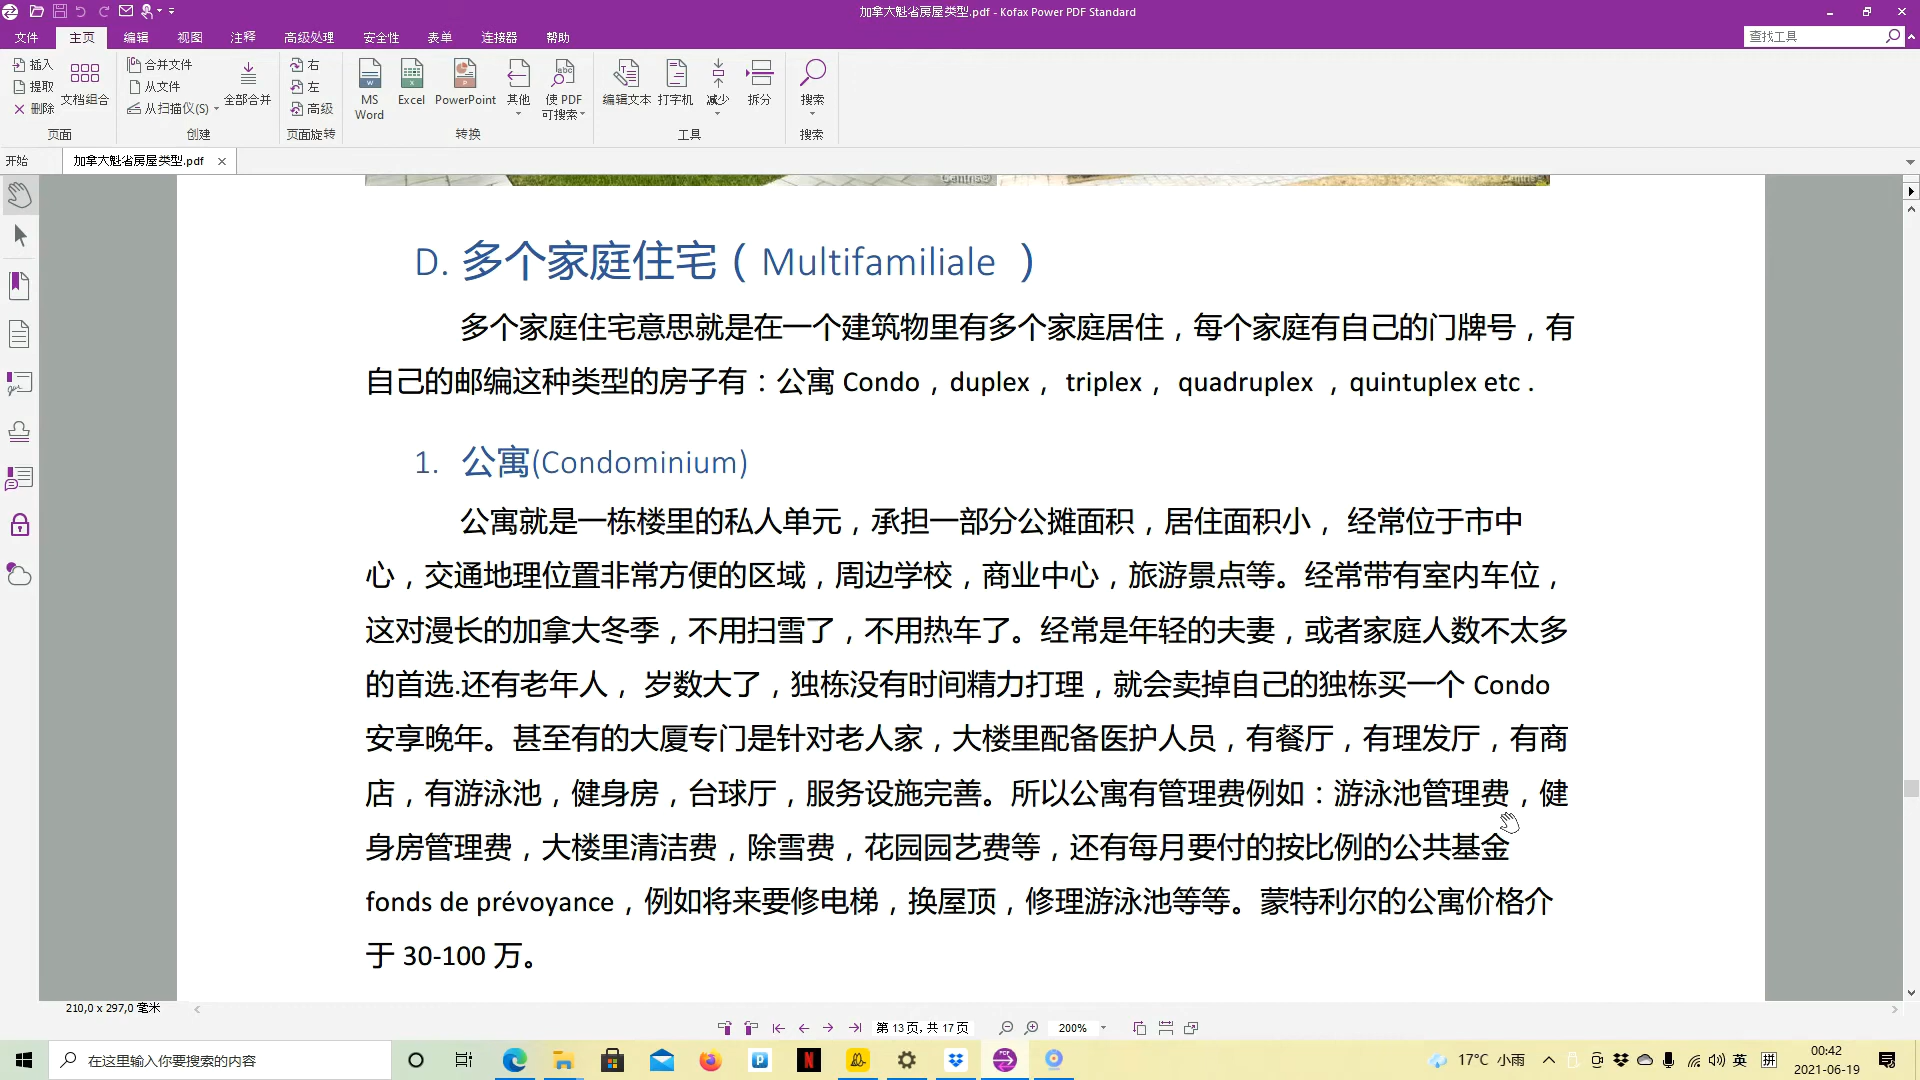 加拿大魁省房屋类型.pdf - Kofax Power PDF Standard
文件 主页 编辑 视图 注释 高级处理 安全性 表单 连接器 帮助 查找工具
插入 提取 删除 文档组合 页面
合并文件 从文件 从扫描仪(S) 全部合并 创建
右 左 高级 页面旋转
MS Word Excel PowerPoint 其他 使 PDF 可搜索 转换
编辑文本 打字机 减少 拆分 工具
搜索 搜索
开始 加拿大魁省房屋类型.pdf
Centris® Centris®
D. 多个家庭住宅（Multifamiliale ）
多个家庭住宅意思就是在一个建筑物里有多个家庭居住，每个家庭有自己的门牌号，有
自己的邮编这种类型的房子有：公寓 Condo，duplex， triplex， quadruplex ，quintuplex etc .
1. 公寓(Condominium)
公寓就是一栋楼里的私人单元，承担一部分公摊面积，居住面积小， 经常位于市中
心，交通地理位置非常方便的区域，周边学校，商业中心，旅游景点等。经常带有室内车位，
这对漫长的加拿大冬季，不用扫雪了，不用热车了。经常是年轻的夫妻，或者家庭人数不太多
的首选.还有老年人， 岁数大了，独栋没有时间精力打理，就会卖掉自己的独栋买一个 Condo
安享晚年。甚至有的大厦专门是针对老人家，大楼里配备医护人员，有餐厅，有理发厅，有商
店，有游泳池，健身房，台球厅，服务设施完善。所以公寓有管理费例如：游泳池管理费，健
身房管理费，大楼里清洁费，除雪费，花园园艺费等，还有每月要付的按比例的公共基金
fonds de prévoyance，例如将来要修电梯，换屋顶，修理游泳池等等。蒙特利尔的公寓价格介
于 30-100 万。
210,0 x 297,0 毫米
第 13 页, 共 17 页 200%
在这里输入你要搜索的内容 17°C 小雨 英 拼 00:42
2021-06-19